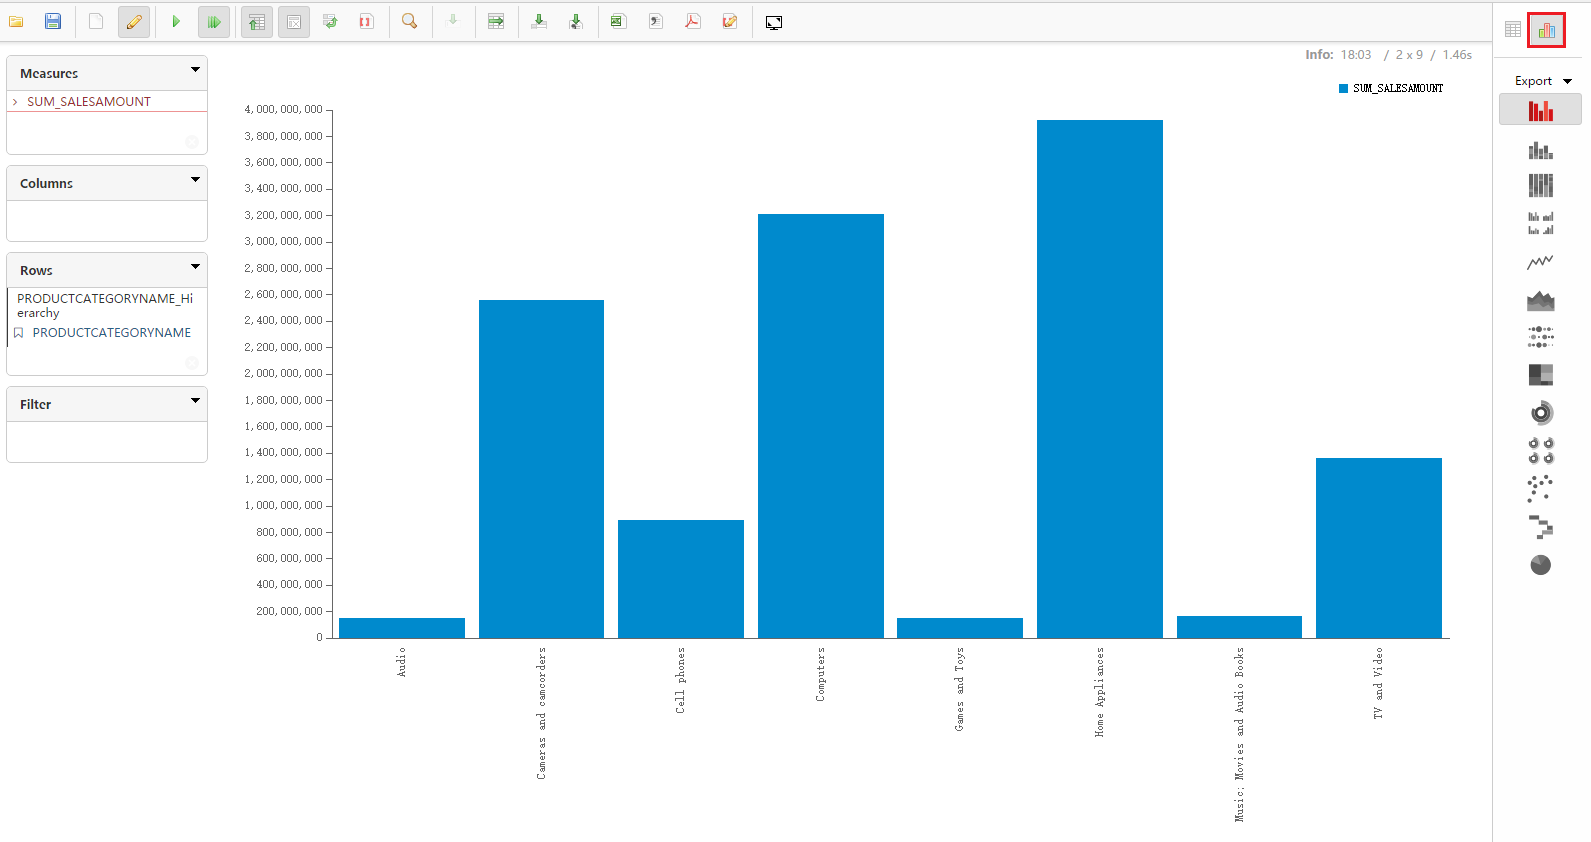 Info: 18:03 / 2 x 9 / 1.46s
Export
Measures
SUM_SALESAMOUNT
Columns
Rows
PRODUCTCATEGORYNAME_Hi
erarchy
PRODUCTCATEGORYNAME
Filter
SUM_SALESAMOUNT
4,000,000,000
3,800,000,000
3,600,000,000
3,400,000,000
3,200,000,000
3,000,000,000
2,800,000,000
2,600,000,000
2,400,000,000
2,200,000,000
2,000,000,000
1,800,000,000
1,600,000,000
1,400,000,000
1,200,000,000
1,000,000,000
800,000,000
600,000,000
400,000,000
200,000,000
0
Audio
Cameras and camcorders
Cell phones
Computers
Games and Toys
Home Appliances
Music; Movies and Audio Books
TV and Video